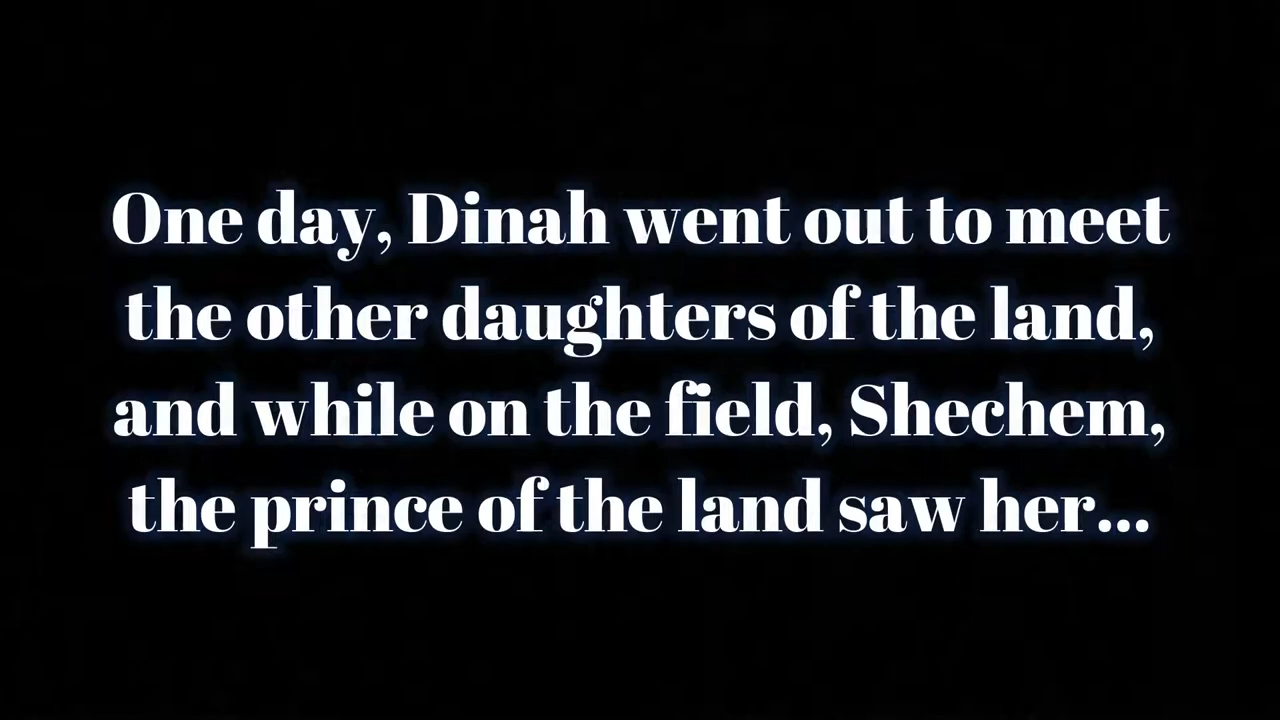 One day, Dinah went out to meet
the other daughters of the land,
and while on the field, Shechem,
the prince of the land saw her...